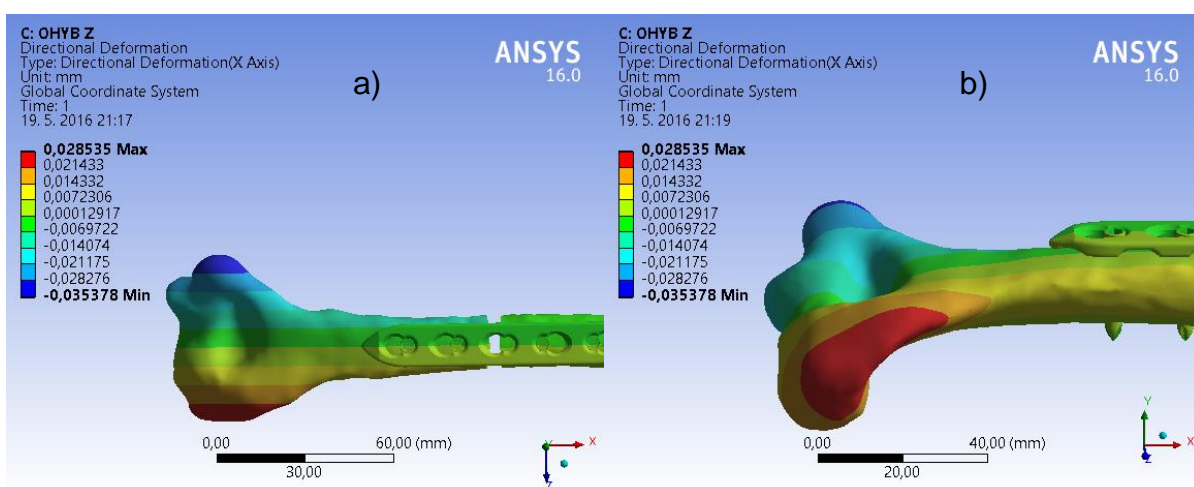 C: OHYB Z
Directional Deformation
Type: Directional Deformation(X Axis)
Unit: mm
Global Coordinate System
Time: 1
19. 5. 2016 21:17
ANSYS
16.0
a)
0,028535 Max
0,021433
0,014332
0,0072306
0,00012917
-0,0069722
-0,014074
-0,021175
-0,028276
-0,035378 Min
0,00
60,00 (mm)
30,00
Y
X
Z
C: OHYB Z
Directional Deformation
Type: Directional Deformation(X Axis)
Unit: mm
Global Coordinate System
Time: 1
19. 5. 2016 21:19
ANSYS
16.0
b)
0,028535 Max
0,021433
0,014332
0,0072306
0,00012917
-0,0069722
-0,014074
-0,021175
-0,028276
-0,035378 Min
0,00
40,00 (mm)
20,00
Y
X
Z